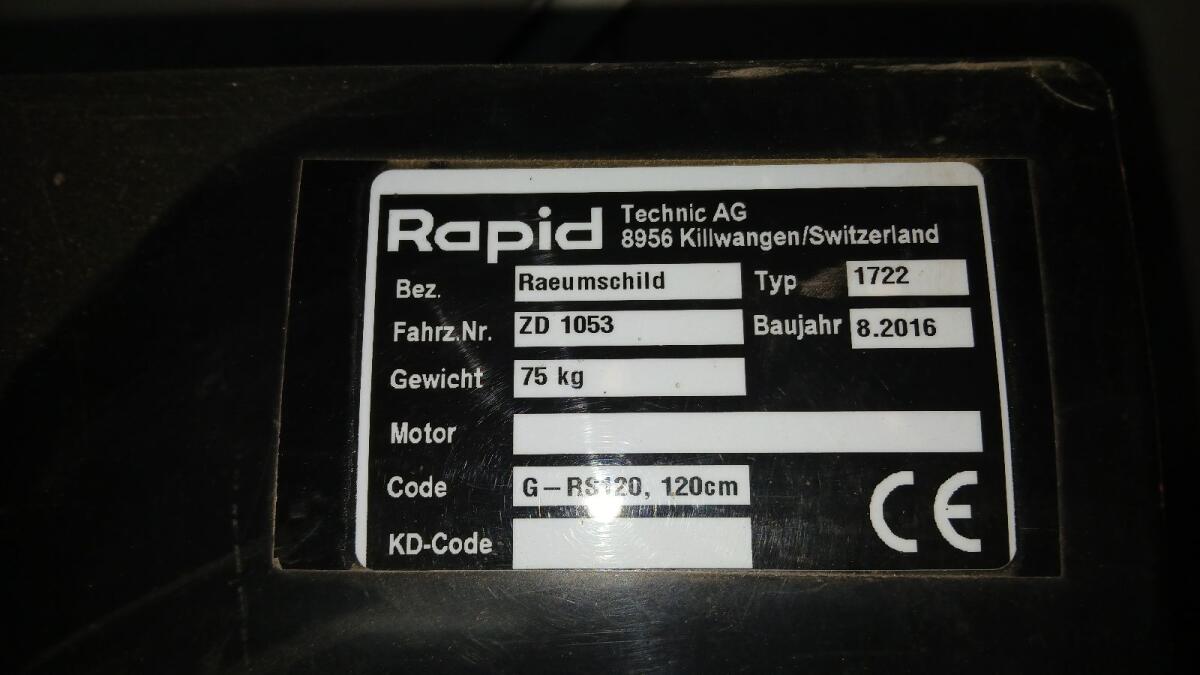 Rapid Technic AG
8956 Killwangen/Switzerland
Bez. Raeumschild Typ 1722
Fahrz.Nr. ZD 1053 Baujahr 8.2016
Gewicht 75 kg
Motor
Code G-RS120, 120cm
KD-Code CE